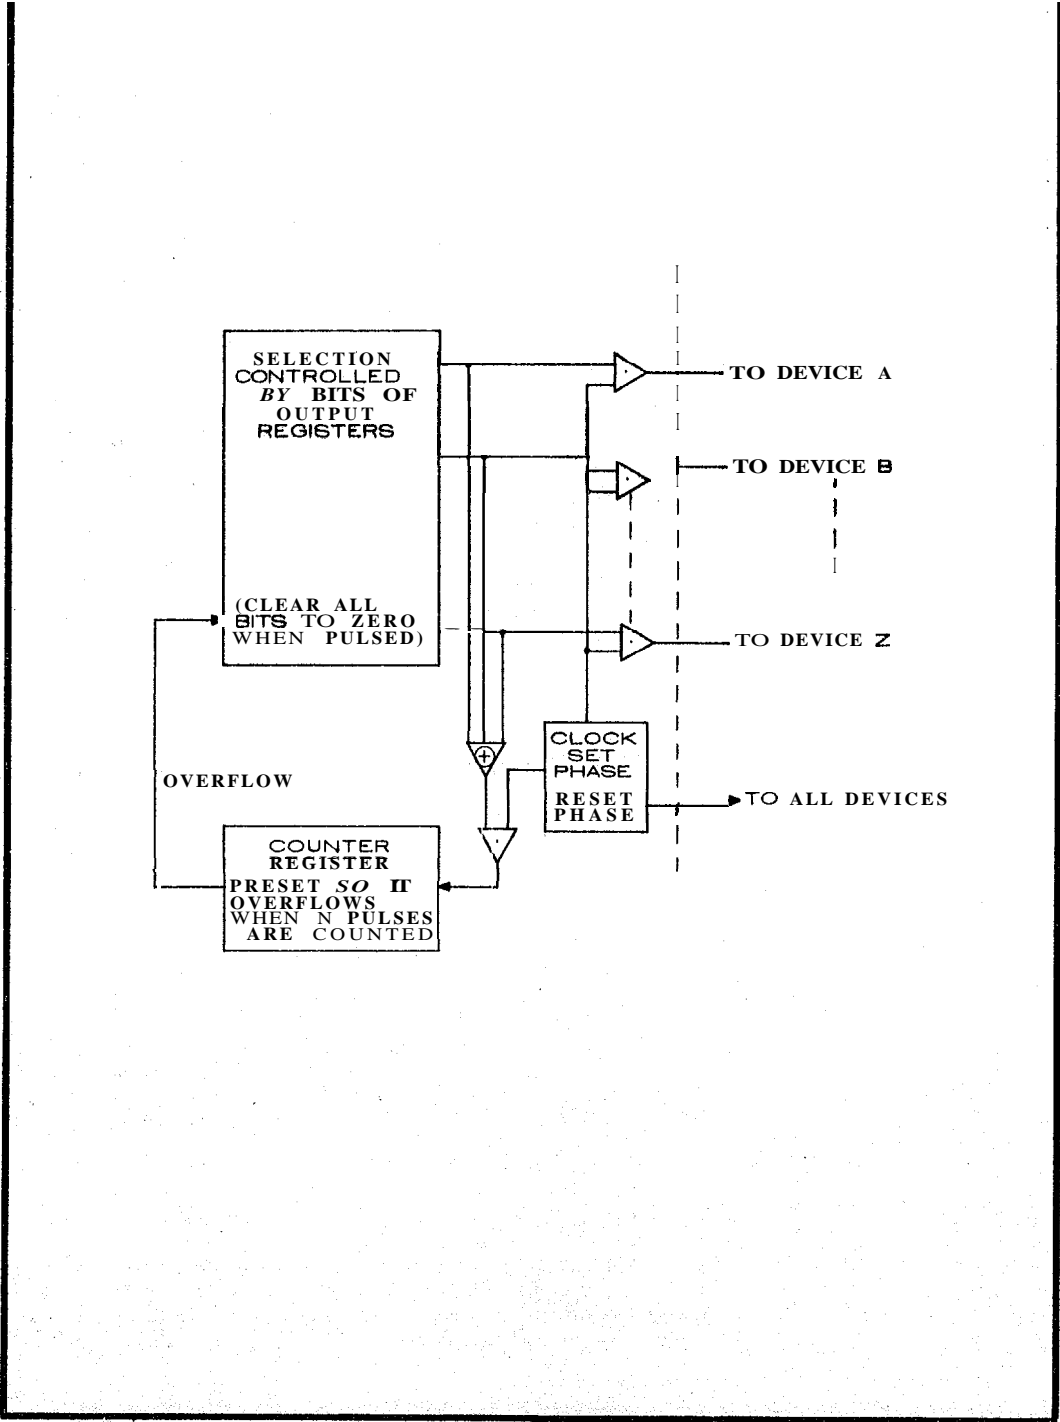 SELECTION
CONTROLLED
BY BITS OF
OUTPUT
REGISTERS
(CLEAR ALL
BITS TO ZERO
WHEN PULSED)
TO DEVICE A
TO DEVICE B
TO DEVICE Z
CLOCK
SET
PHASE
RESET
PHASE
TO ALL DEVICES
OVERFLOW
COUNTER
REGISTER
PRESET SO IT
OVERFLOWS
WHEN N PULSES
ARE COUNTED